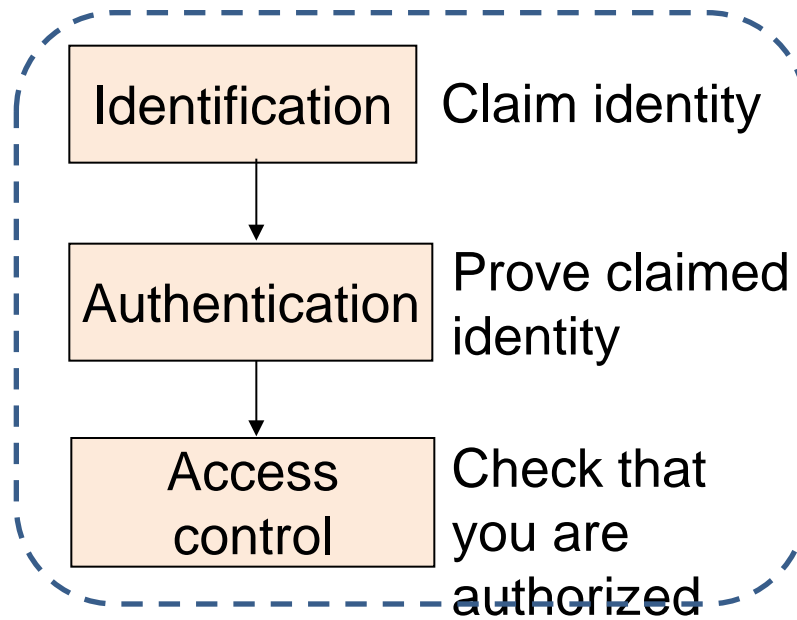 Identification
Claim identity
Authentication
Prove claimed
identity
Access
control
Check that
you are
authorized